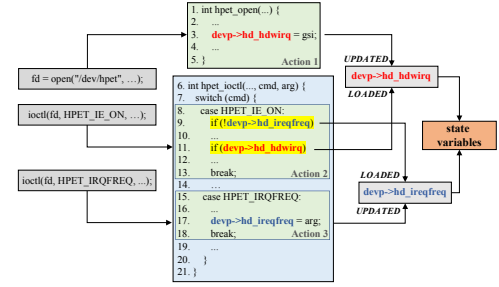 1. int hpet_open(...) {
2. ...
3. devp->hd_hdwirq = gsi;
4. ...
5. }
Action 1
fd = open("/dev/hpet", …);
ioctl(fd, HPET_IE_ON, …);
ioctl(fd, HPET_IRQFREQ, ...);
6. int hpet_ioctl(..., cmd, arg) {
7. switch (cmd) {
8. case HPET_IE_ON:
9. if (!devp->hd_ireqfreq)
10. ...
11. if (devp->hd_hdwirq)
12. ...
13. break;
Action 2
14. …
15. case HPET_IRQFREQ:
16. ...
17. devp->hd_ireqfreq = arg;
18. break;
Action 3
19. ...
20. }
21. }
UPDATED
devp->hd_hdwirq
LOADED
state
variables
LOADED
devp->hd_ireqfreq
UPDATED